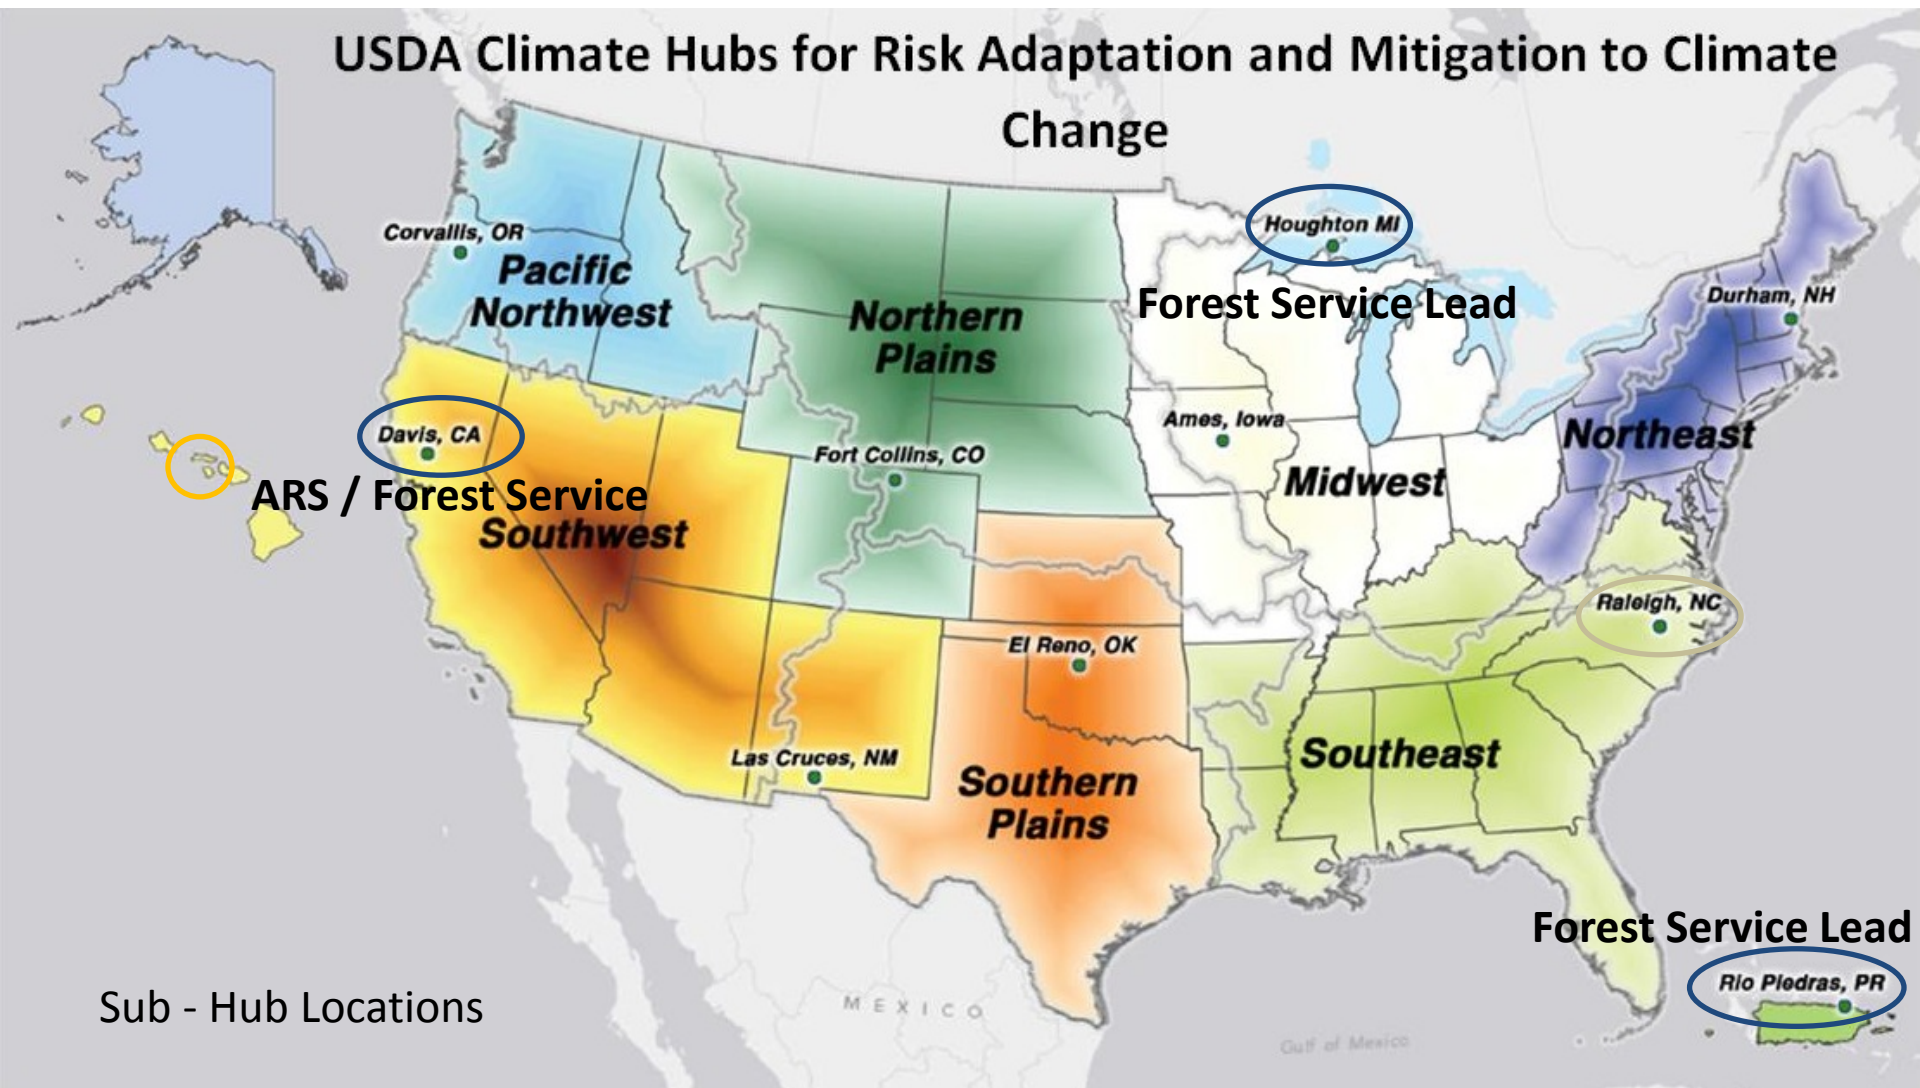 USDA Climate Hubs for Risk Adaptation and Mitigation to Climate
Change
Houghton MI
Corvallis, OR
Pacific
Northwest
Forest Service Lead
Durham, NH
Northern
Plains
Davis, CA
Ames, Iowa
Northeast
Fort Collins, CO
Midwest
ARS / Forest Service
Southwest
Raleigh, NC
El Reno, OK
Las Cruces, NM
Southeast
Southern
Plains
Forest Service Lead
Rio Piedras, PR
Sub - Hub Locations
MEXICO
Gulf of Mexico